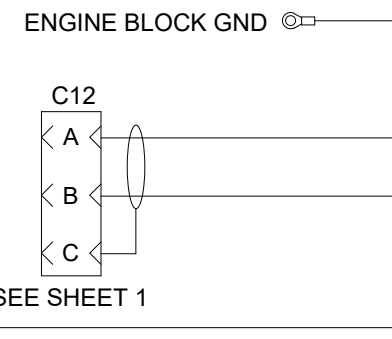 ENGINE BLOCK GND
C12
A
B
C
SEE SHEET 1